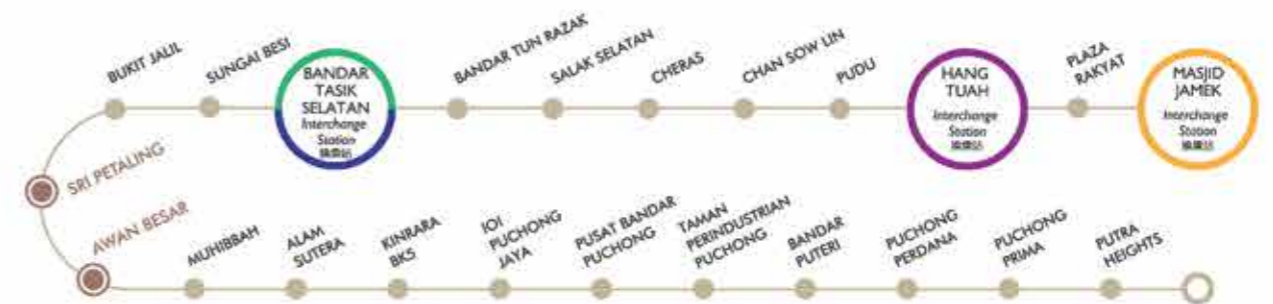 BUKIT JALIL
SUNGAI BESI
BANDAR
TASIK
SELATAN
Interchange
Station
BANDAR TUN RAZAK
SALAK SELATAN
CHERAS
CHAN SOW LIN
PUDU
HANG
TUAH
Interchange
Station
PLAZA
RAKYAT
MASJID
JAMEK
Interchange
Station
SRI PETALING
AWAN BESAR
MUHIBBAH
ALAM
SUTERA
KINRARA
BK5
IOI
PUCHONG
JAYA
PUSAT BANDAR
PUCHONG
TAMAN
PERINDUSTRIAN
PUCHONG
BANDAR
PUTERI
PUCHONG
PERDANA
PUCHONG
PRIMA
PUTRA
HEIGHTS